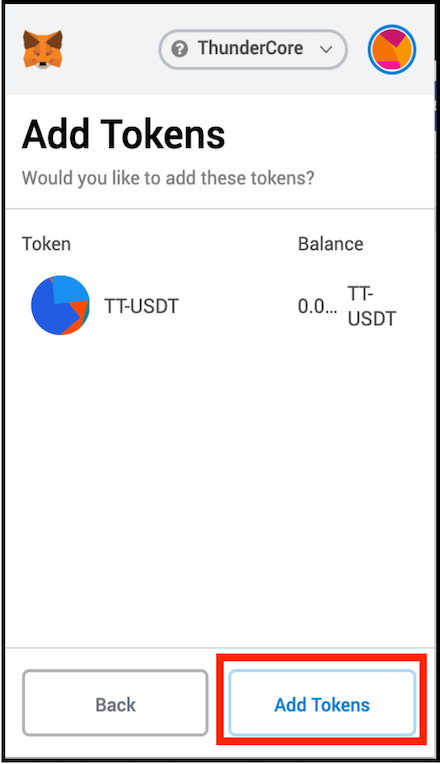 ThunderCore
Add Tokens
Would you like to add these tokens?
Token Balance
TT-USDT 0.0... TT-
USDT
Back Add Tokens